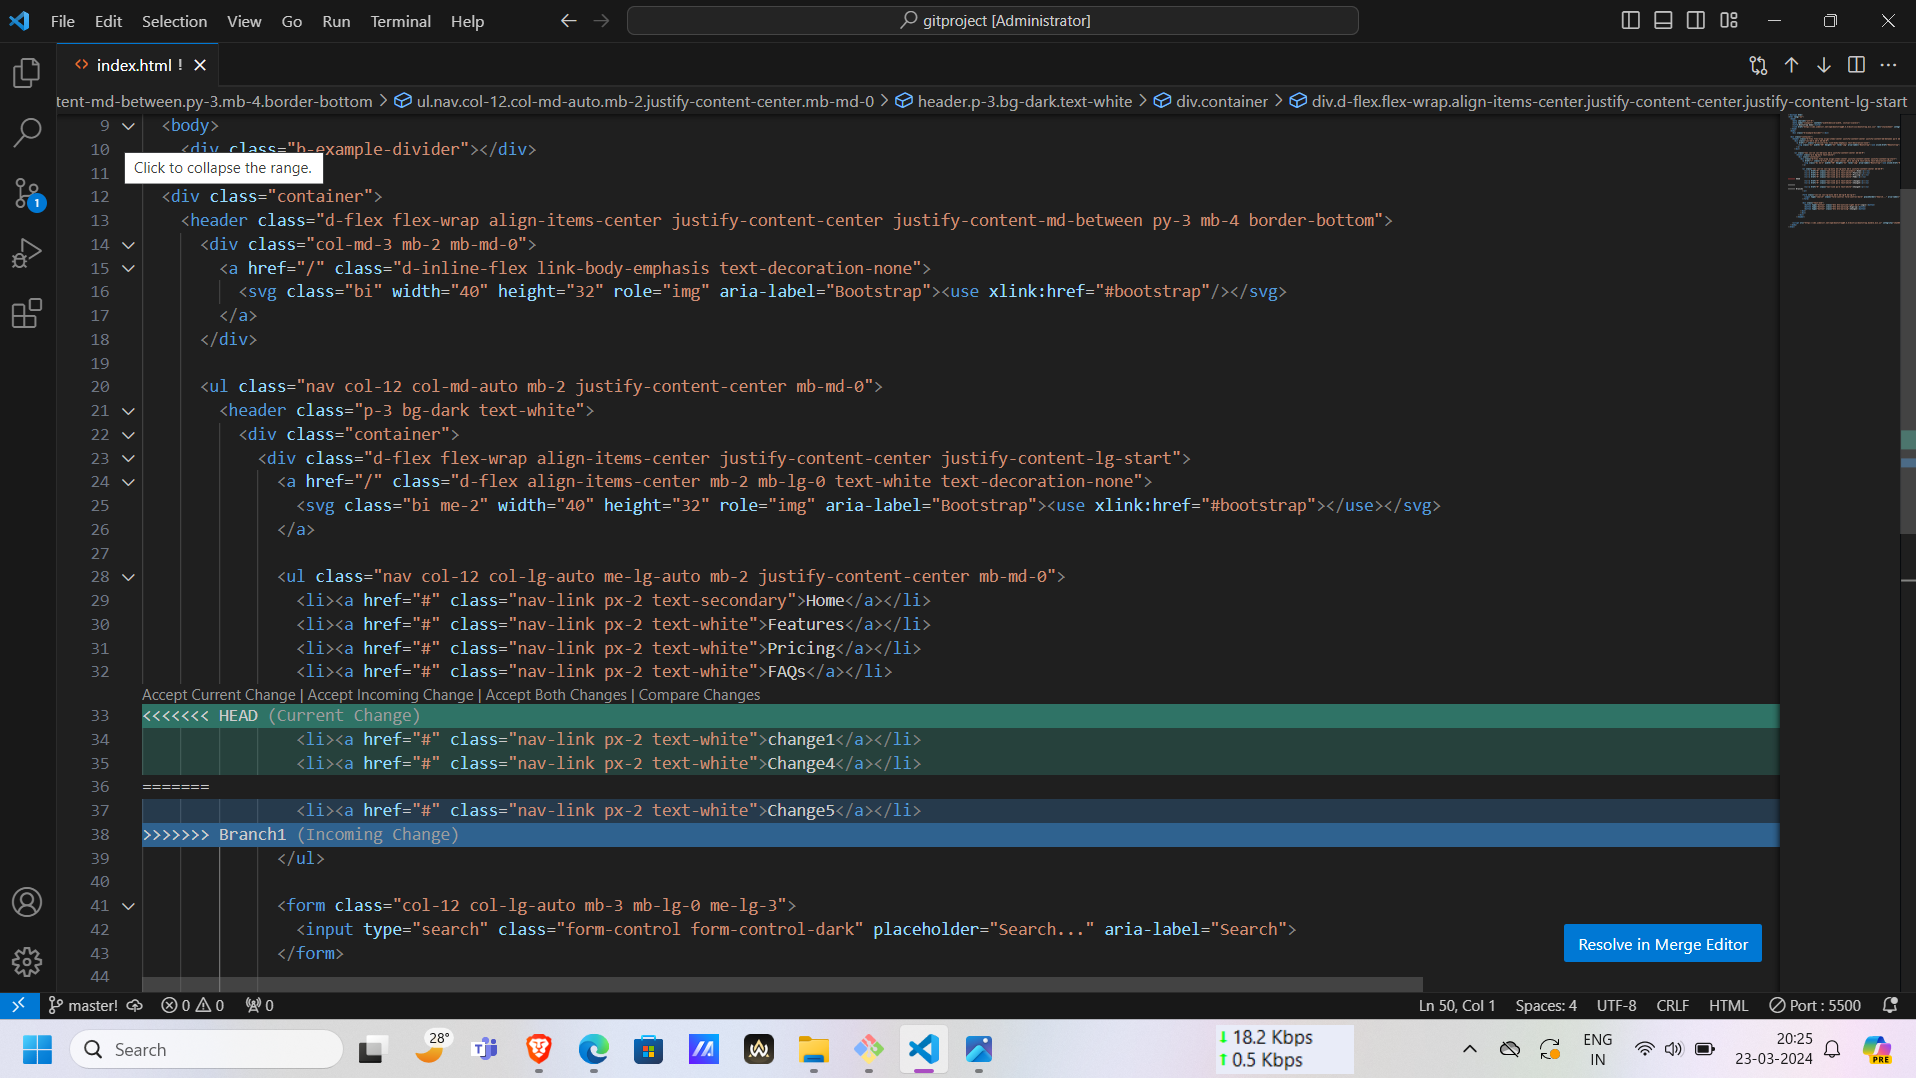 File Edit Selection View Go Run Terminal Help
gitproject [Administrator]
index.html !
tent-md-between.py-3.mb-4.border-bottom > ul.nav.col-12.col-md-auto.mb-2.justify-content-center.mb-md-0 > header.p-3.bg-dark.text-white > div.container > div.d-flex.flex-wrap.align-items-center.justify-content-center.justify-content-lg-start
9 <body>
10 <div class="b-example-divider"></div>
Click to collapse the range.
11
12 <div class="container">
13 <header class="d-flex flex-wrap align-items-center justify-content-center justify-content-md-between py-3 mb-4 border-bottom">
14 <div class="col-md-3 mb-2 mb-md-0">
15 <a href="/" class="d-inline-flex link-body-emphasis text-decoration-none">
16 <svg class="bi" width="40" height="32" role="img" aria-label="Bootstrap"><use xlink:href="#bootstrap"/></svg>
17 </a>
18 </div>
19
20 <ul class="nav col-12 col-md-auto mb-2 justify-content-center mb-md-0">
21 <header class="p-3 bg-dark text-white">
22 <div class="container">
23 <div class="d-flex flex-wrap align-items-center justify-content-center justify-content-lg-start">
24 <a href="/" class="d-flex align-items-center mb-2 mb-lg-0 text-white text-decoration-none">
25 <svg class="bi me-2" width="40" height="32" role="img" aria-label="Bootstrap"><use xlink:href="#bootstrap"></use></svg>
26 </a>
27
28 <ul class="nav col-12 col-lg-auto me-lg-auto mb-2 justify-content-center mb-md-0">
29 <li><a href="#" class="nav-link px-2 text-secondary">Home</a></li>
30 <li><a href="#" class="nav-link px-2 text-white">Features</a></li>
31 <li><a href="#" class="nav-link px-2 text-white">Pricing</a></li>
32 <li><a href="#" class="nav-link px-2 text-white">FAQs</a></li>
Accept Current Change | Accept Incoming Change | Accept Both Changes | Compare Changes
33 <<<<<<< HEAD (Current Change)
34 <li><a href="#" class="nav-link px-2 text-white">change1</a></li>
35 <li><a href="#" class="nav-link px-2 text-white">Change4</a></li>
36 =======
37 <li><a href="#" class="nav-link px-2 text-white">Change5</a></li>
38 >>>>>>> Branch1 (Incoming Change)
39 </ul>
40
41 <form class="col-12 col-lg-auto mb-3 mb-lg-0 me-lg-3">
42 <input type="search" class="form-control form-control-dark" placeholder="Search..." aria-label="Search">
43 </form>
44
Resolve in Merge Editor
1
master! 0 0 0 Ln 50, Col 1 Spaces: 4 UTF-8 CRLF HTML Port : 5500
Search 28° 18.2 Kbps ENG 20:25
0.5 Kbps IN 23-03-2024 PRE